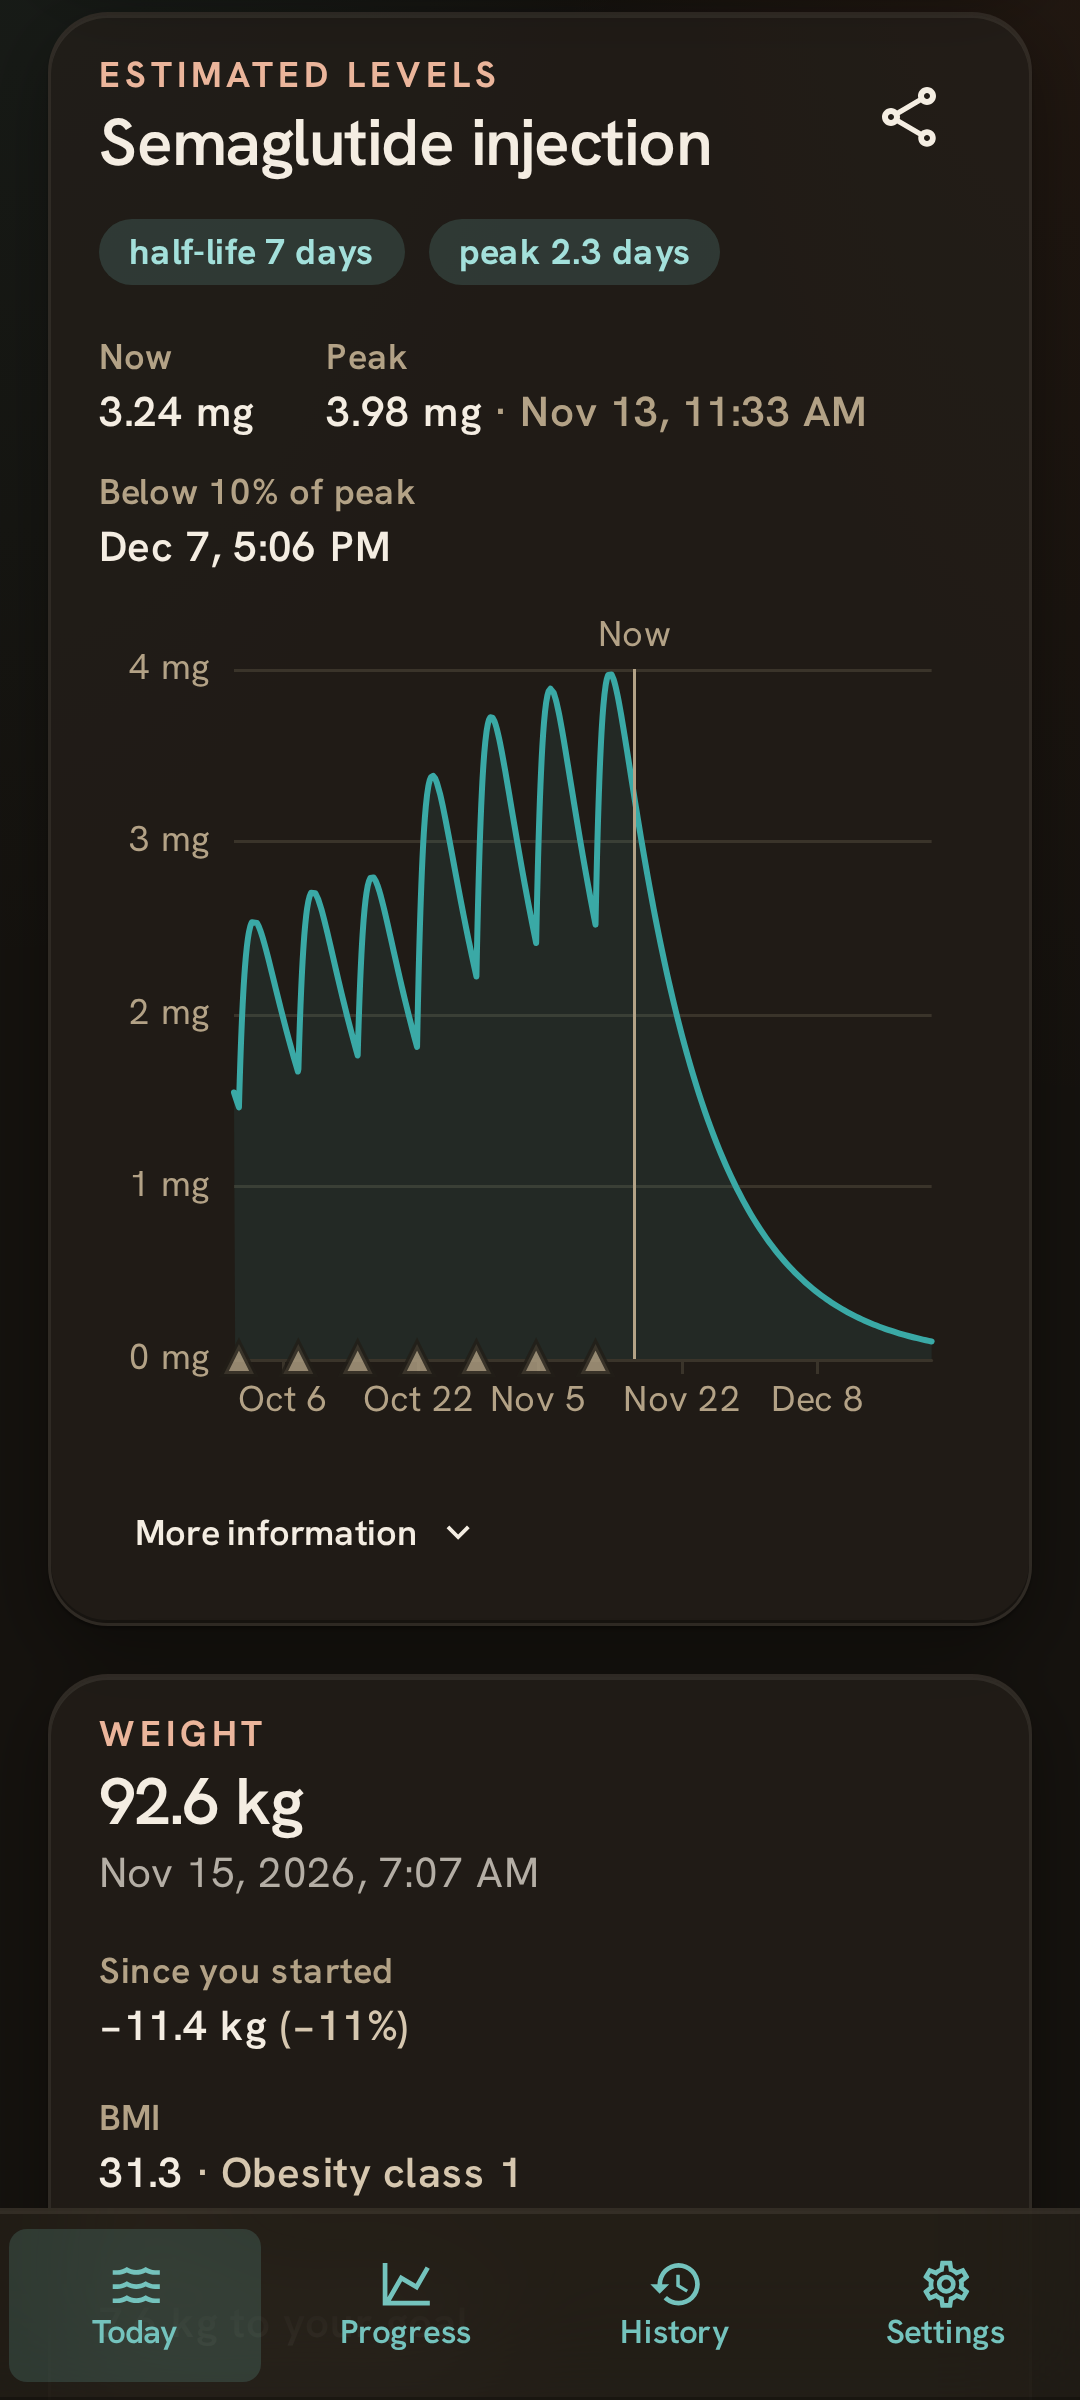 ESTIMATED LEVELS
Semaglutide injection
half-life 7 days peak 2.3 days
Now Peak
3.24 mg 3.98 mg · Nov 13, 11:33 AM
Below 10% of peak
Dec 7, 5:06 PM
Now
4 mg
3 mg
2 mg
1 mg
0 mg
Oct 6 Oct 22 Nov 5 Nov 22 Dec 8
More information
WEIGHT
92.6 kg
Nov 15, 2026, 7:07 AM
Since you started
−11.4 kg (−11%)
BMI
31.3 · Obesity class 1
kg to your goal
Today Progress History Settings